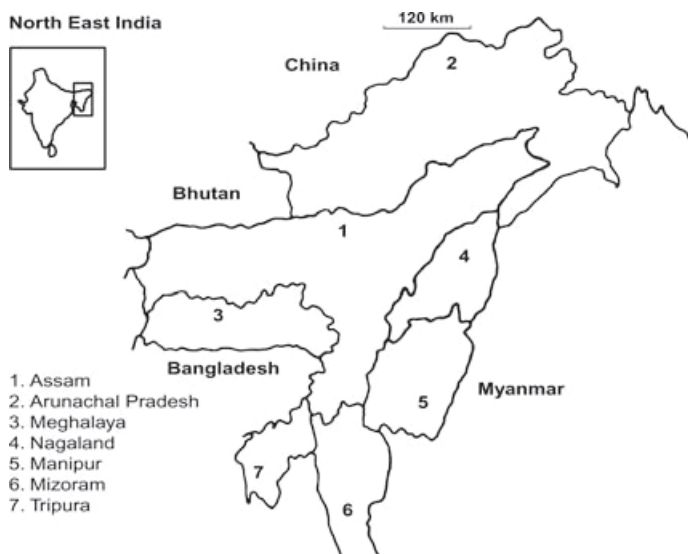 North East India
120 km
China
2
Bhutan
1
4
3
Bangladesh
Myanmar
5
7
6
1. Assam
2. Arunachal Pradesh
3. Meghalaya
4. Nagaland
5. Manipur
6. Mizoram
7. Tripura